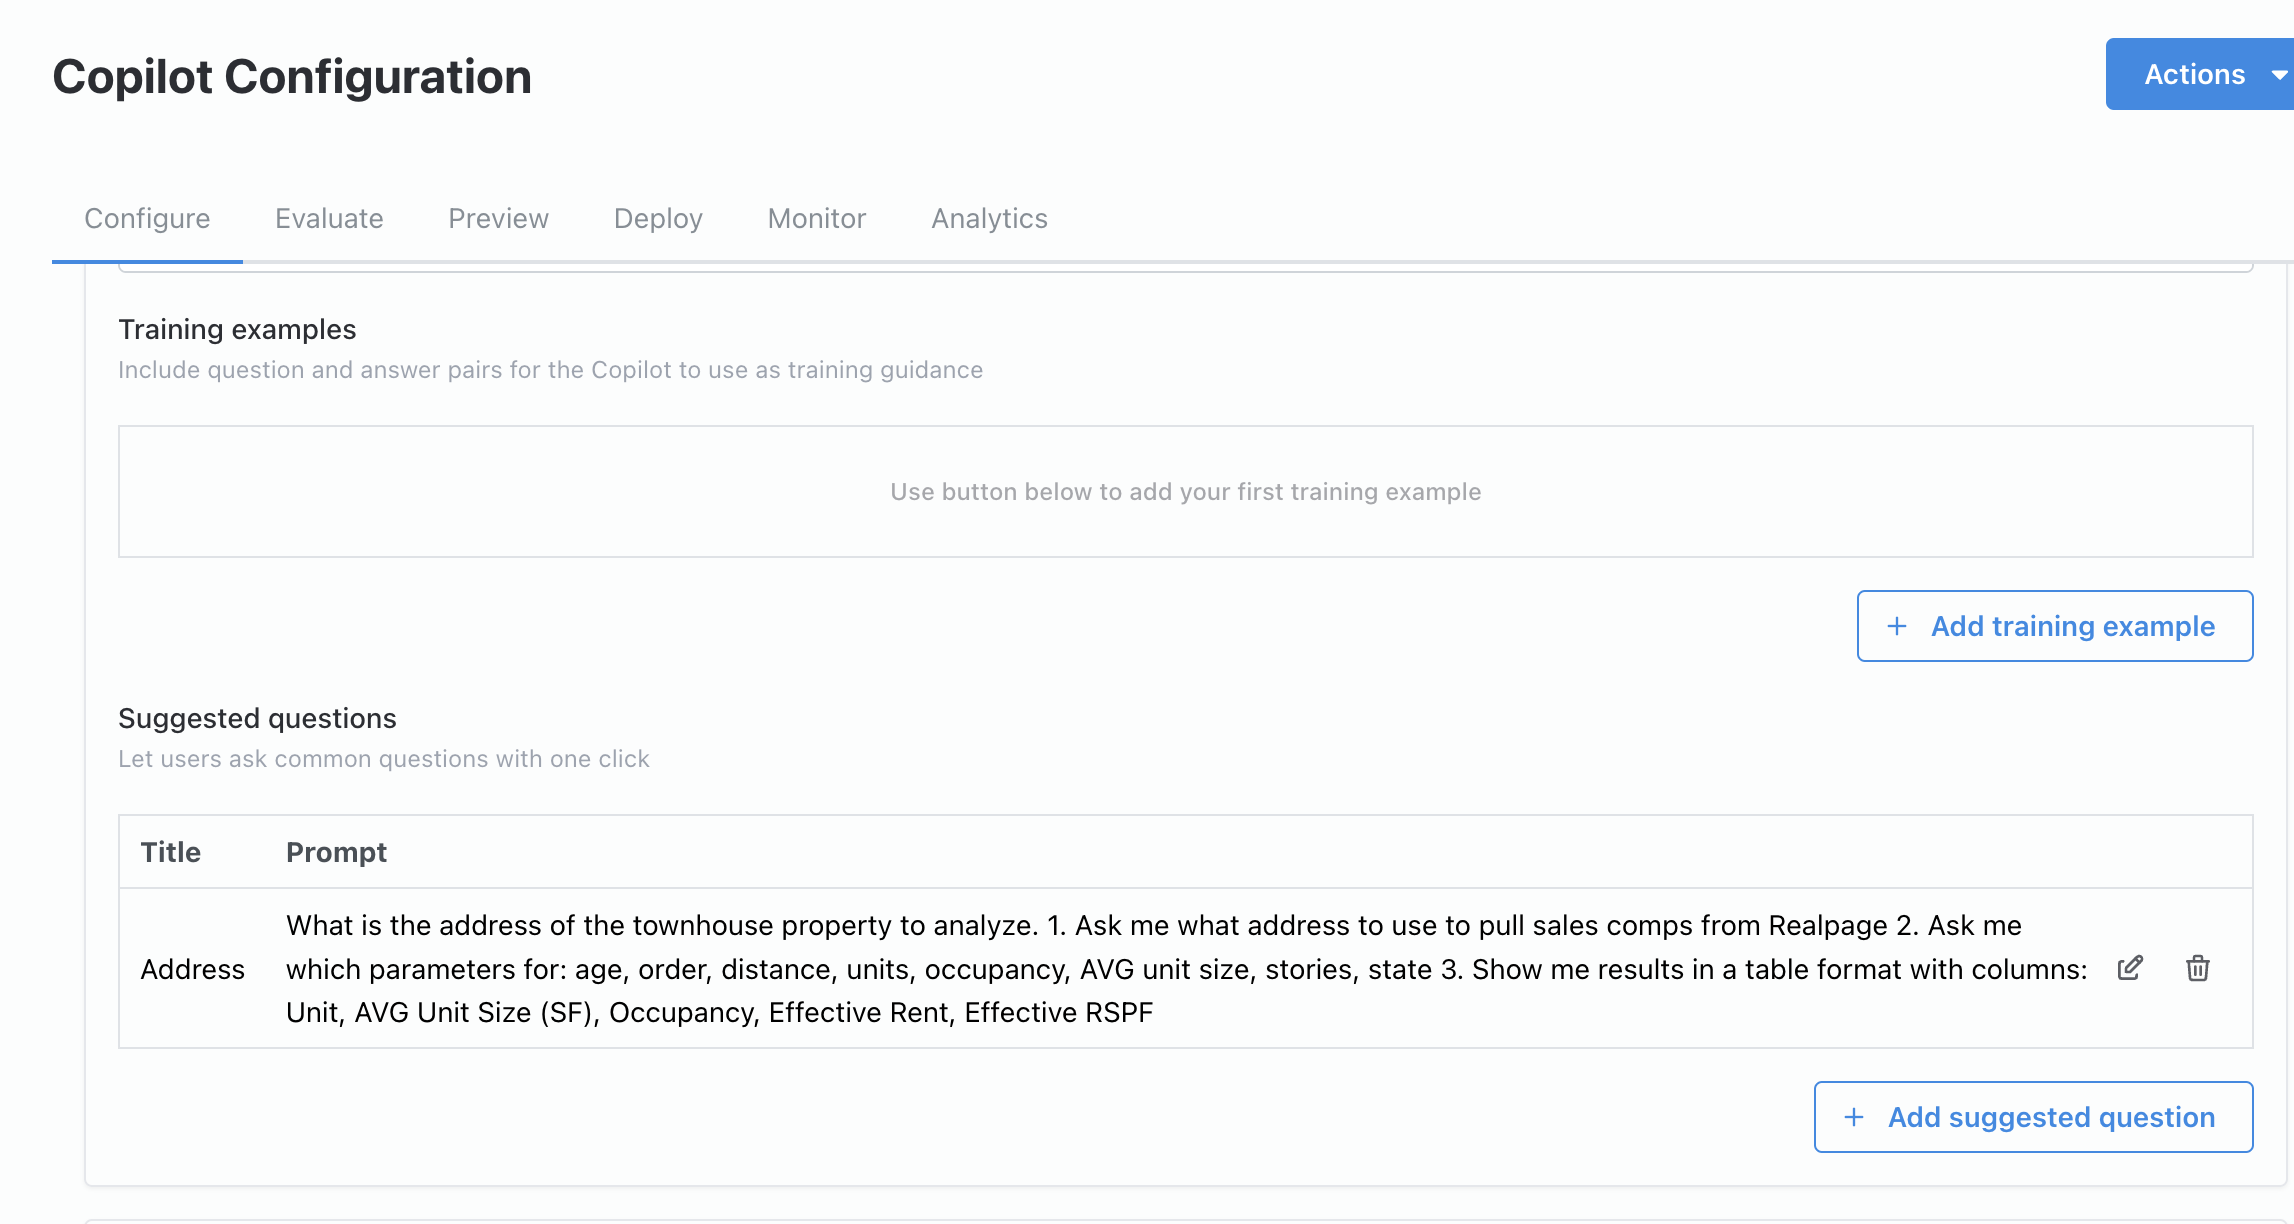 Copilot Configuration
Actions
Configure Evaluate Preview Deploy Monitor Analytics
Training examples
Include question and answer pairs for the Copilot to use as training guidance
Use button below to add your first training example
+ Add training example
Suggested questions
Let users ask common questions with one click
Title Prompt
Address
What is the address of the townhouse property to analyze. 1. Ask me what address to use to pull sales comps from Realpage 2. Ask me
which parameters for: age, order, distance, units, occupancy, AVG unit size, stories, state 3. Show me results in a table format with columns:
Unit, AVG Unit Size (SF), Occupancy, Effective Rent, Effective RSPF
+ Add suggested question